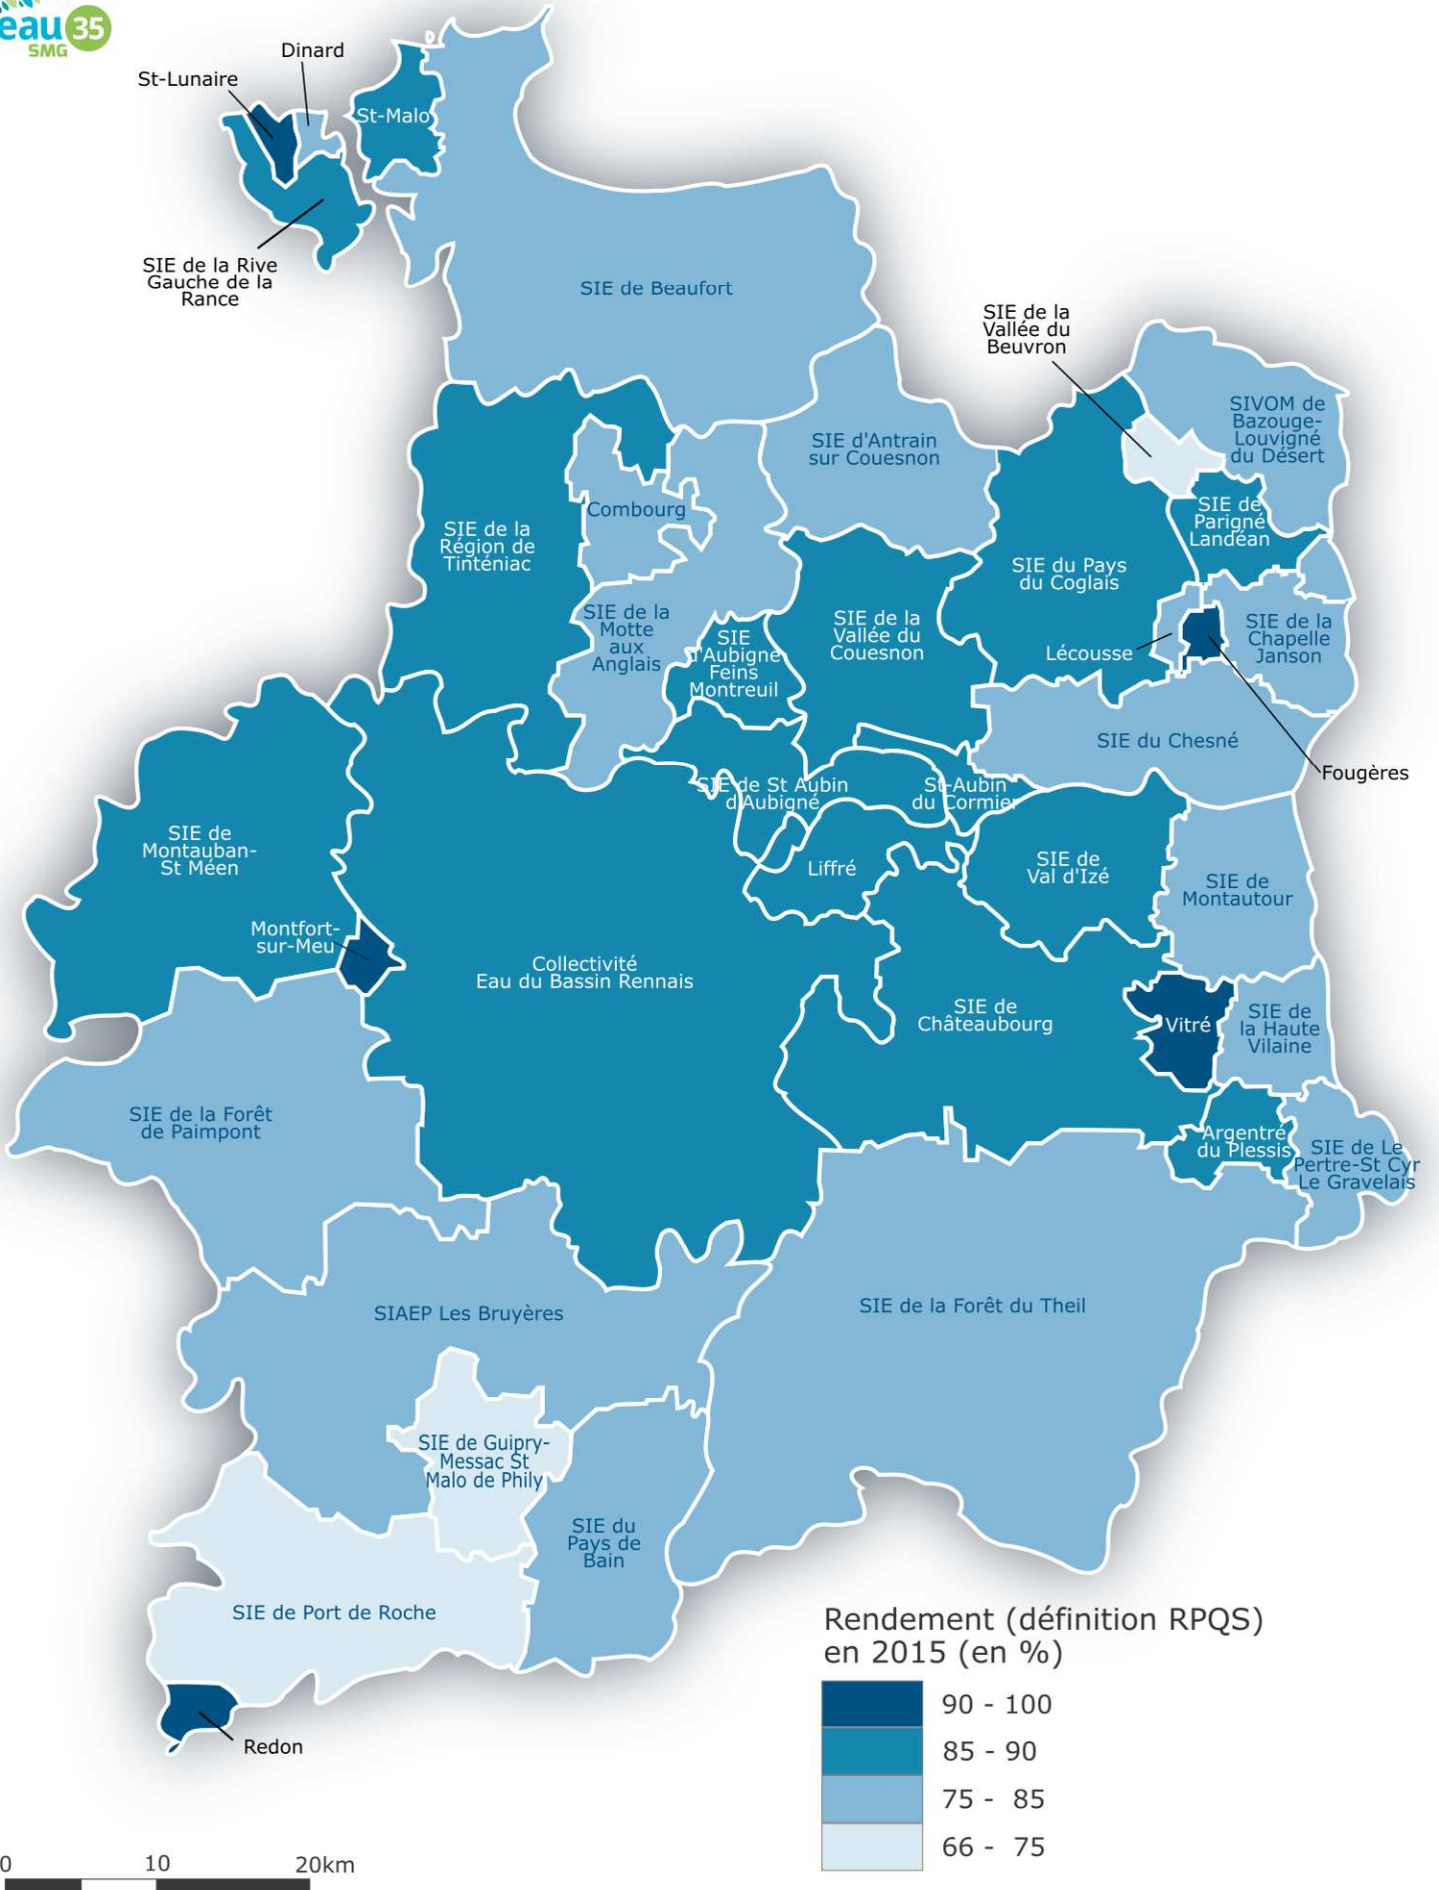 eau 35
SMG
Dinard
St-Lunaire
St-Malo
SIE de la Rive
Gauche de la
Rance
SIE de Beaufort
SIE de la
Vallée du
Beuvron
SIVOM de
Bazouge-
Louvigné
du Désert
SIE d'Antrain
sur Couesnon
Combourg
SIE de
Parigné
Landéan
SIE de la
Région de
Tinténiac
SIE du Pays
du Coglais
SIE de la
Motte
aux
Anglais
SIE de la
Vallée du
Couesnon
SIE
d'Aubigné
Feins
Montreuil
Lécousse
SIE de la
Chapelle
Janson
SIE du Chesné
Fougères
SIE de St Aubin
d'Aubigné
St-Aubin
du Cormier
SIE de
Montauban-
St Méen
Liffré
SIE de
Val d'Izé
SIE de
Montautour
Montfort-
sur-Meu
Collectivité
Eau du Bassin Rennais
SIE de
Châteaubourg
Vitré
SIE de
la Haute
Vilaine
SIE de la Forêt
de Paimpont
Argentré
du Plessis
SIE de Le
Pertre-St Cyr
Le Gravelais
SIAEP Les Bruyères
SIE de la Forêt du Theil
SIE de Guipry-
Messac St
Malo de Phily
SIE du
Pays de
Bain
SIE de Port de Roche
Redon
Rendement (définition RPQS)
en 2015 (en %)
90 - 100
85 - 90
75 - 85
66 - 75
0 10 20km